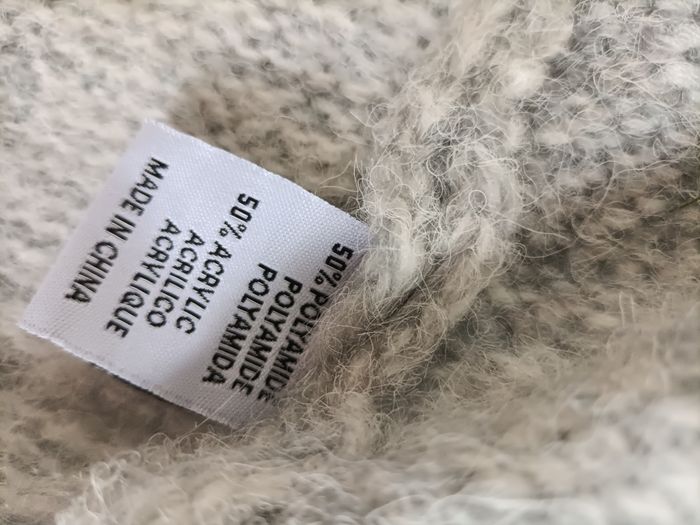 50% POLYAMIDE
POLYAMIDE
POLYAMIDA
50% ACRYLIC
ACRILICO
ACRYLIQUE
MADE IN CHINA